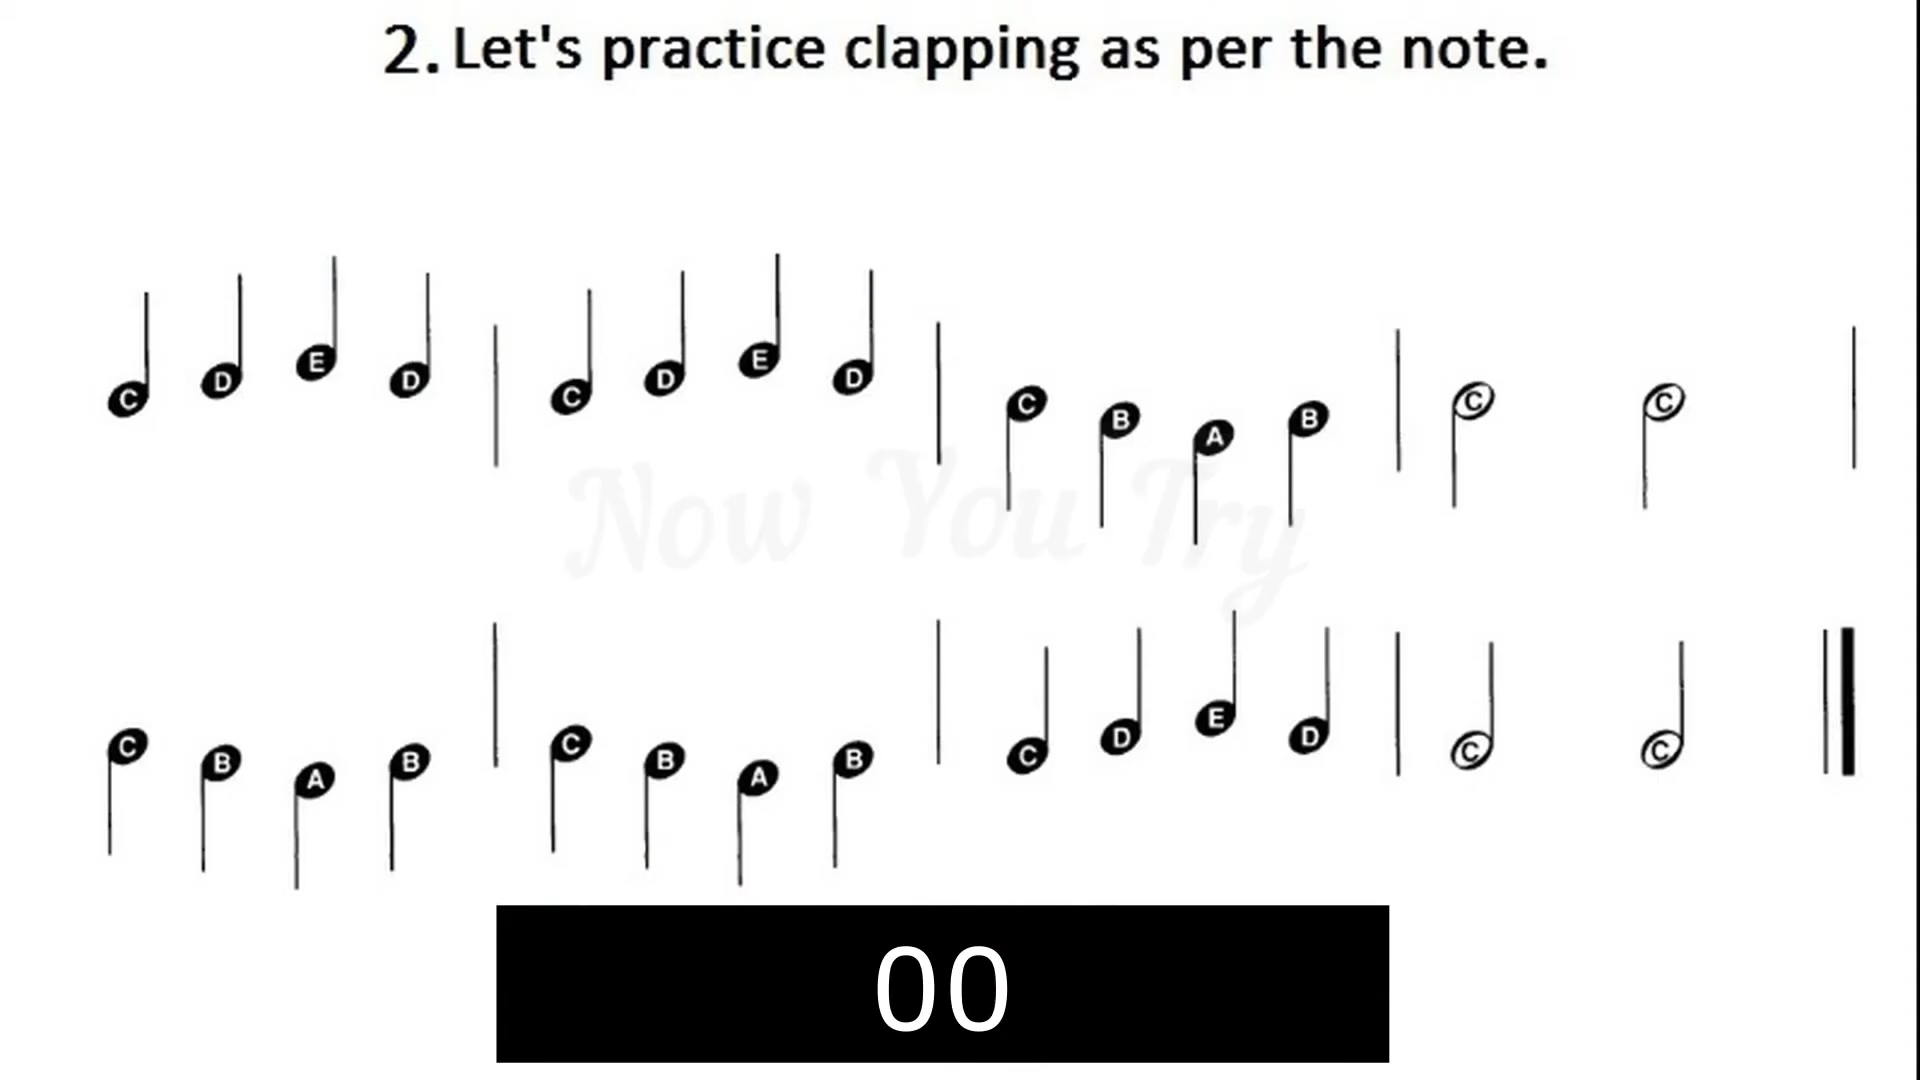 2. Let's practice clapping as per the note.
C D E D C D E D C B A B C C
Now You Try
C B A B C B A B C D E D C C
00